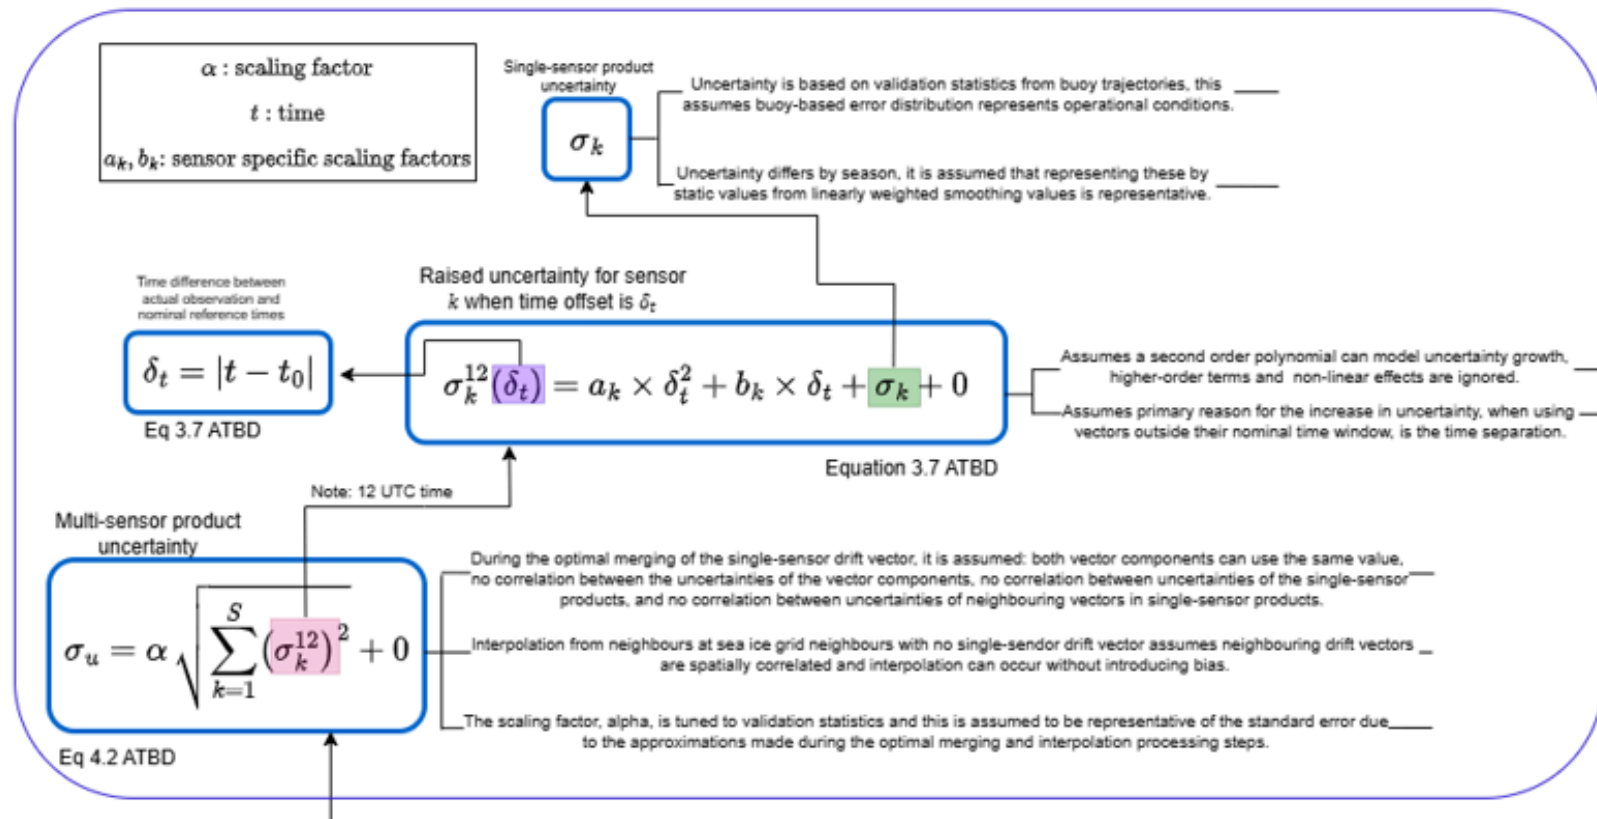 α : scaling factor
t : time
a_k, b_k: sensor specific scaling factors
Single-sensor product
uncertainty
σ_k
Uncertainty is based on validation statistics from buoy trajectories, this
assumes buoy-based error distribution represents operational conditions.
Uncertainty differs by season, it is assumed that representing these by
static values from linearly weighted smoothing values is representative.
Time difference between
actual observation and
nominal reference times
δ_t = |t − t_0|
Eq 3.7 ATBD
Raised uncertainty for sensor
k when time offset is δ_t
σ_k^12(δ_t) = a_k × δ_t^2 + b_k × δ_t + σ_k + 0
Equation 3.7 ATBD
Assumes a second order polynomial can model uncertainty growth,
higher-order terms and non-linear effects are ignored.
Assumes primary reason for the increase in uncertainty, when using
vectors outside their nominal time window, is the time separation.
Note: 12 UTC time
Multi-sensor product
uncertainty
σ_u = α √(∑_{k=1}^{S} (σ_k^12)^2) + 0
Eq 4.2 ATBD
During the optimal merging of the single-sensor drift vector, it is assumed: both vector components can use the same value,
no correlation between the uncertainties of the vector components, no correlation between uncertainties of the single-sensor
products, and no correlation between uncertainties of neighbouring vectors in single-sensor products.
Interpolation from neighbours at sea ice grid neighbours with no single-sendor drift vector assumes neighbouring drift vectors
are spatially correlated and interpolation can occur without introducing bias.
The scaling factor, alpha, is tuned to validation statistics and this is assumed to be representative of the standard error due
to the approximations made during the optimal merging and interpolation processing steps.